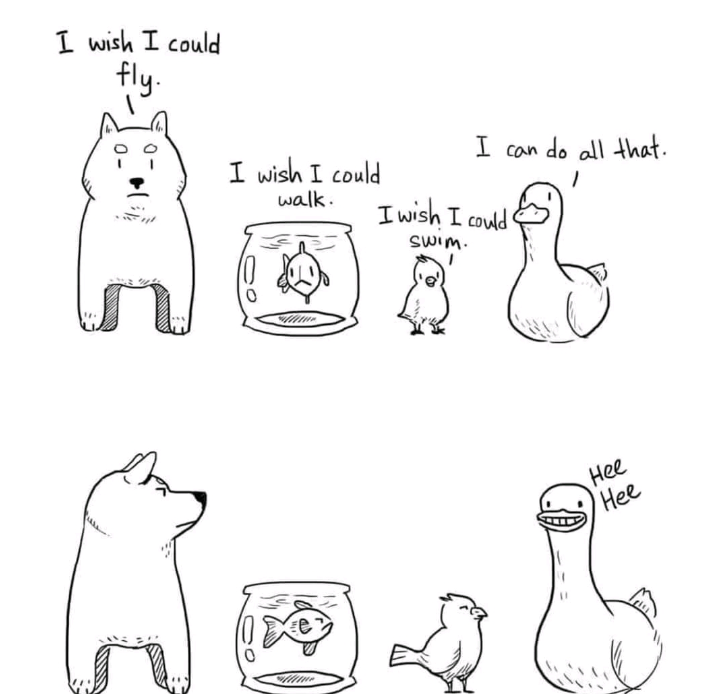 I wish I could
fly.
I wish I could
walk.
I wish I could
swim.
I can do all that.
Hee
Hee